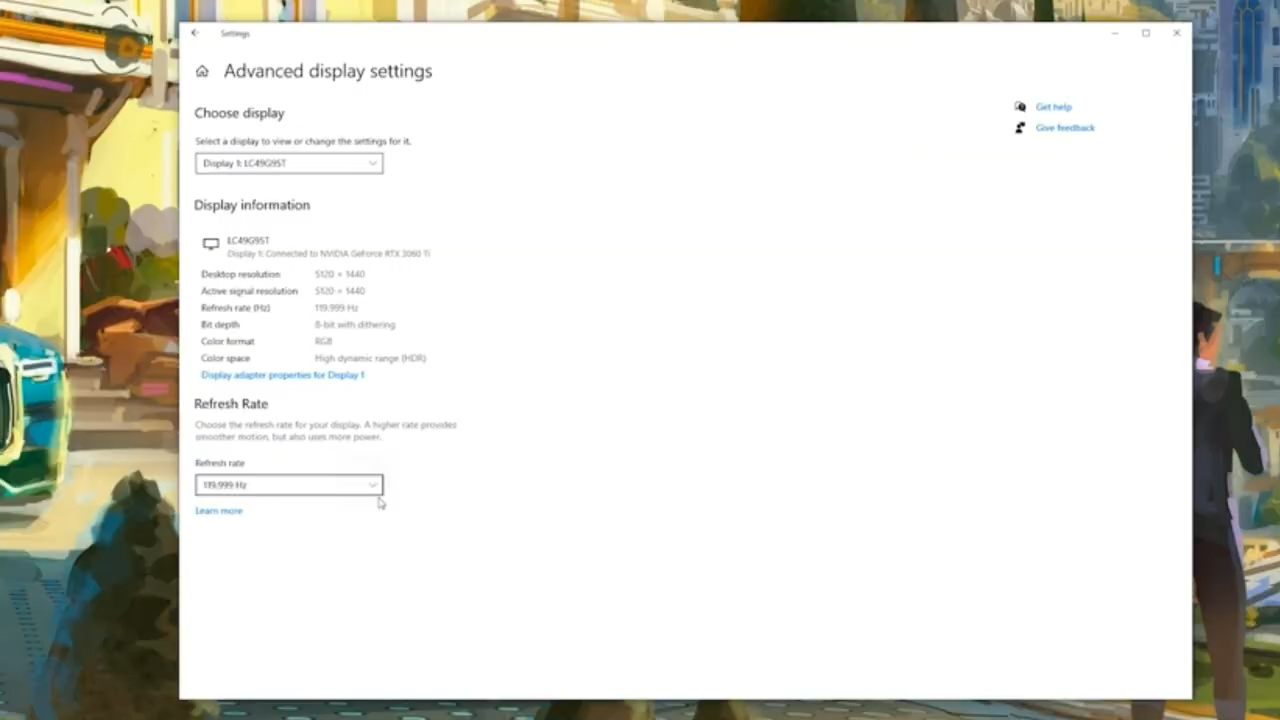 Settings
Advanced display settings
Choose display
Get help
Give feedback
Select a display to view or change the settings for it.
Display 1: LC49G95T
Display information
LC49G95T
Display 1: Connected to NVIDIA GeForce RTX 3060 Ti
Desktop resolution 5120 × 1440
Active signal resolution 5120 × 1440
Refresh rate (Hz) 119.999 Hz
Bit depth 8-bit with dithering
Color format RGB
Color space High dynamic range (HDR)
Display adapter properties for Display 1
Refresh Rate
Choose the refresh rate for your display. A higher rate provides
smoother motion, but also uses more power.
Refresh rate
119.999 Hz
Learn more